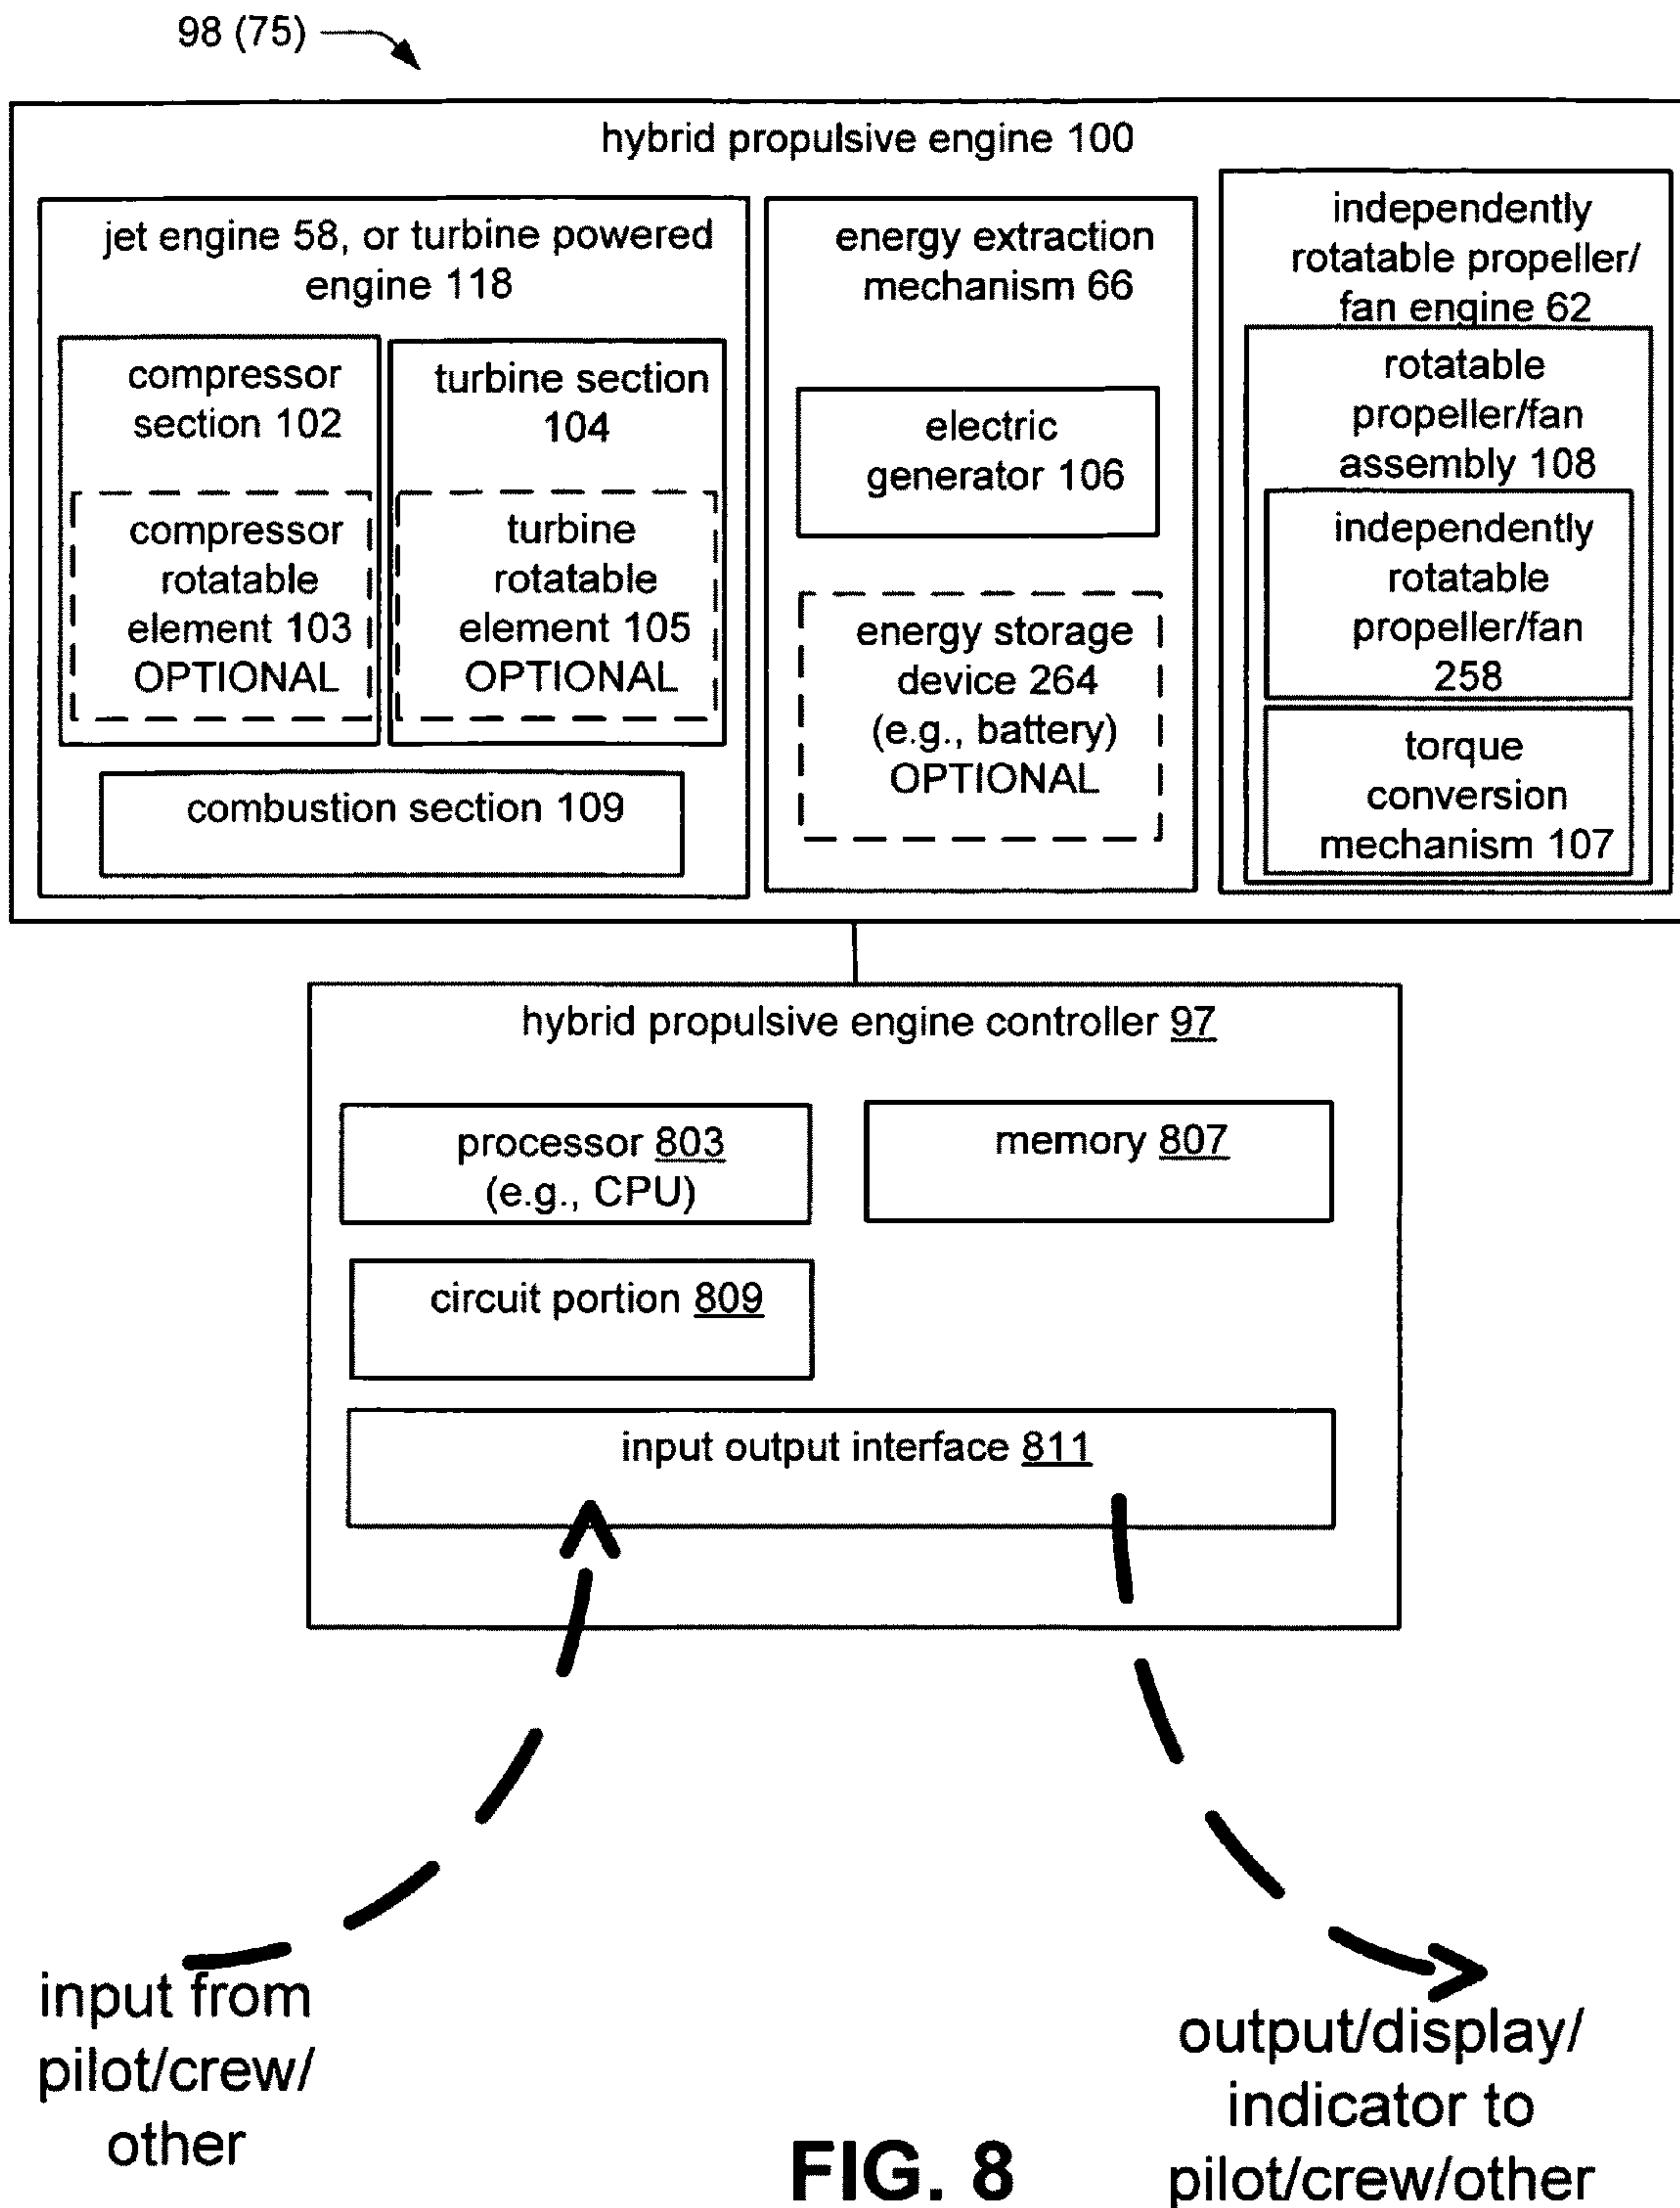 98 (75)
hybrid propulsive engine 100
jet engine 58, or turbine powered
engine 118
compressor
section 102
compressor
rotatable
element 103
OPTIONAL
turbine section
104
turbine
rotatable
element 105
OPTIONAL
combustion section 109
energy extraction
mechanism 66
electric
generator 106
energy storage
device 264
(e.g., battery)
OPTIONAL
independently
rotatable propeller/
fan engine 62
rotatable
propeller/fan
assembly 108
independently
rotatable
propeller/fan
258
torque
conversion
mechanism 107
hybrid propulsive engine controller 97
processor 803
(e.g., CPU)
memory 807
circuit portion 809
input output interface 811
input from
pilot/crew/
other
output/display/
indicator to
pilot/crew/other
FIG. 8